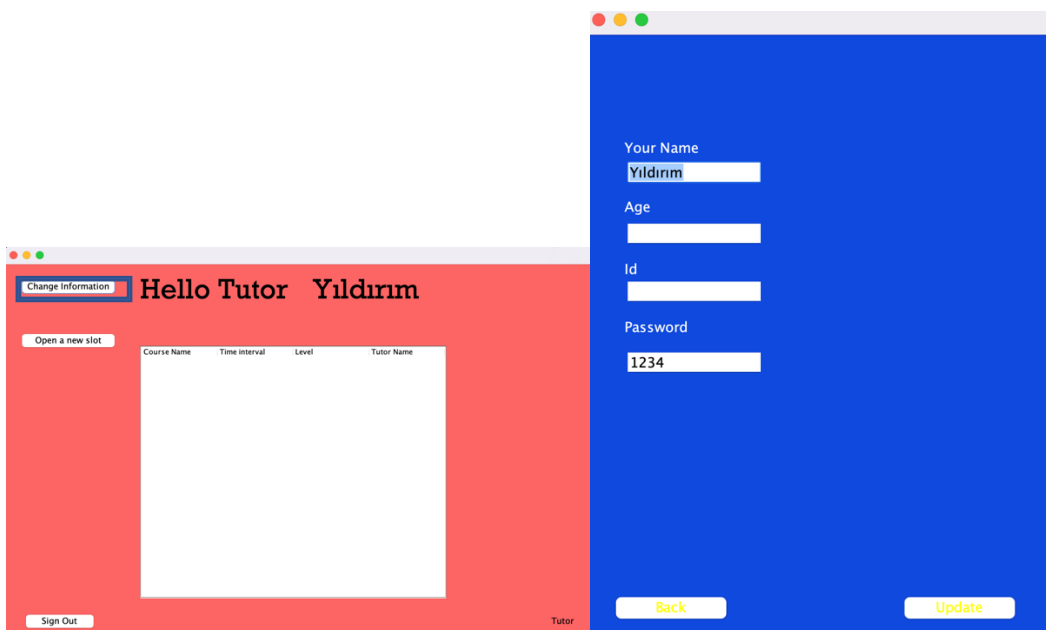 Change Information
Hello Tutor Yıldırım
Open a new slot
Course Name Time interval Level Tutor Name
Sign Out
Tutor
Your Name
Yıldırım
Age
Id
Password
1234
Back
Update